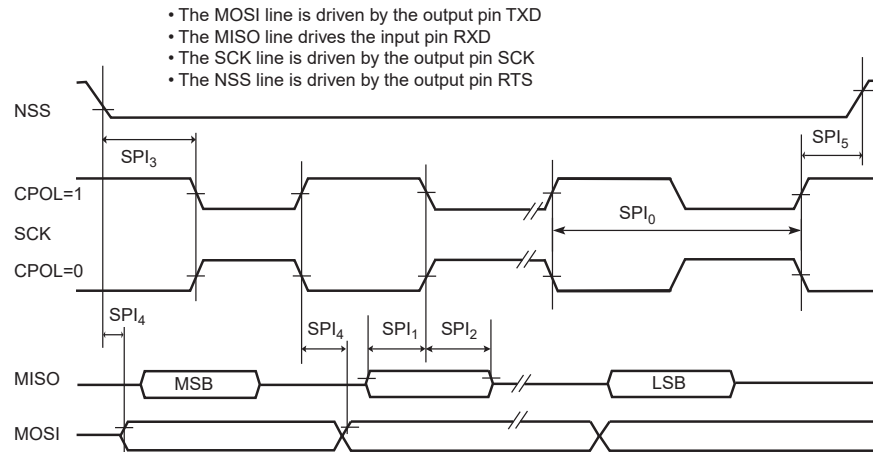 • The MOSI line is driven by the output pin TXD
• The MISO line drives the input pin RXD
• The SCK line is driven by the output pin SCK
• The NSS line is driven by the output pin RTS
NSS
SPI3
SPI5
CPOL=1
SPI0
SCK
CPOL=0
SPI4
SPI4
SPI1
SPI2
MISO
MSB
LSB
MOSI